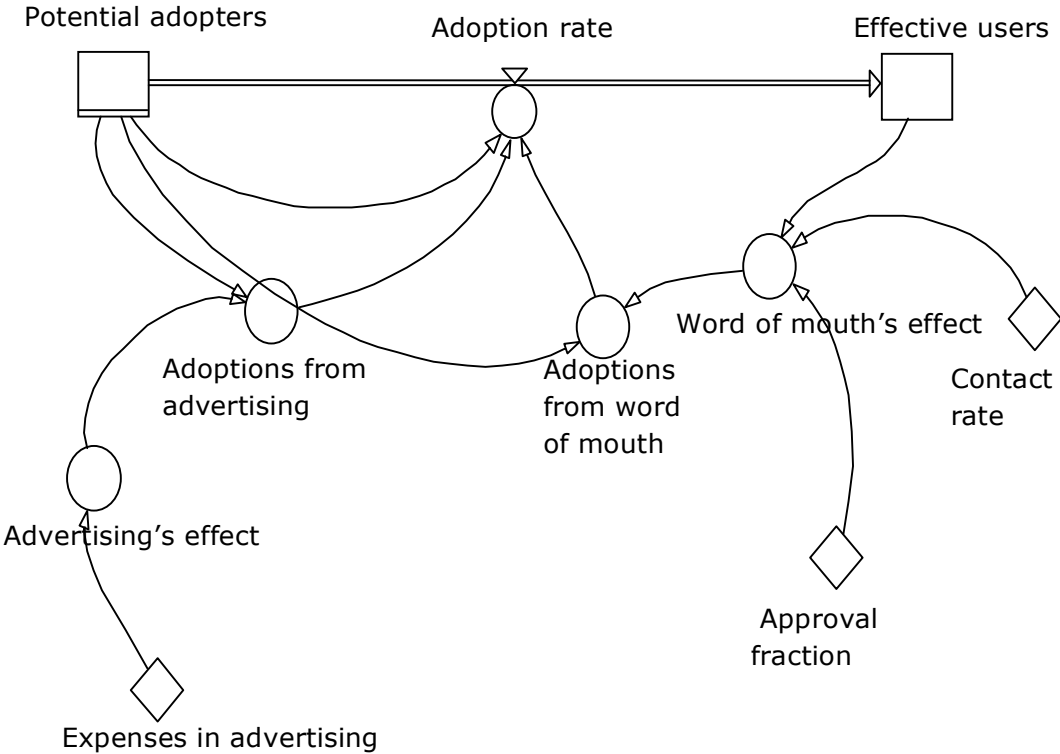 Potential adopters
Adoption rate
Effective users
Word of mouth’s effect
Adoptions from
advertising
Adoptions
from word
of mouth
Contact
rate
Advertising’s effect
Approval
fraction
Expenses in advertising